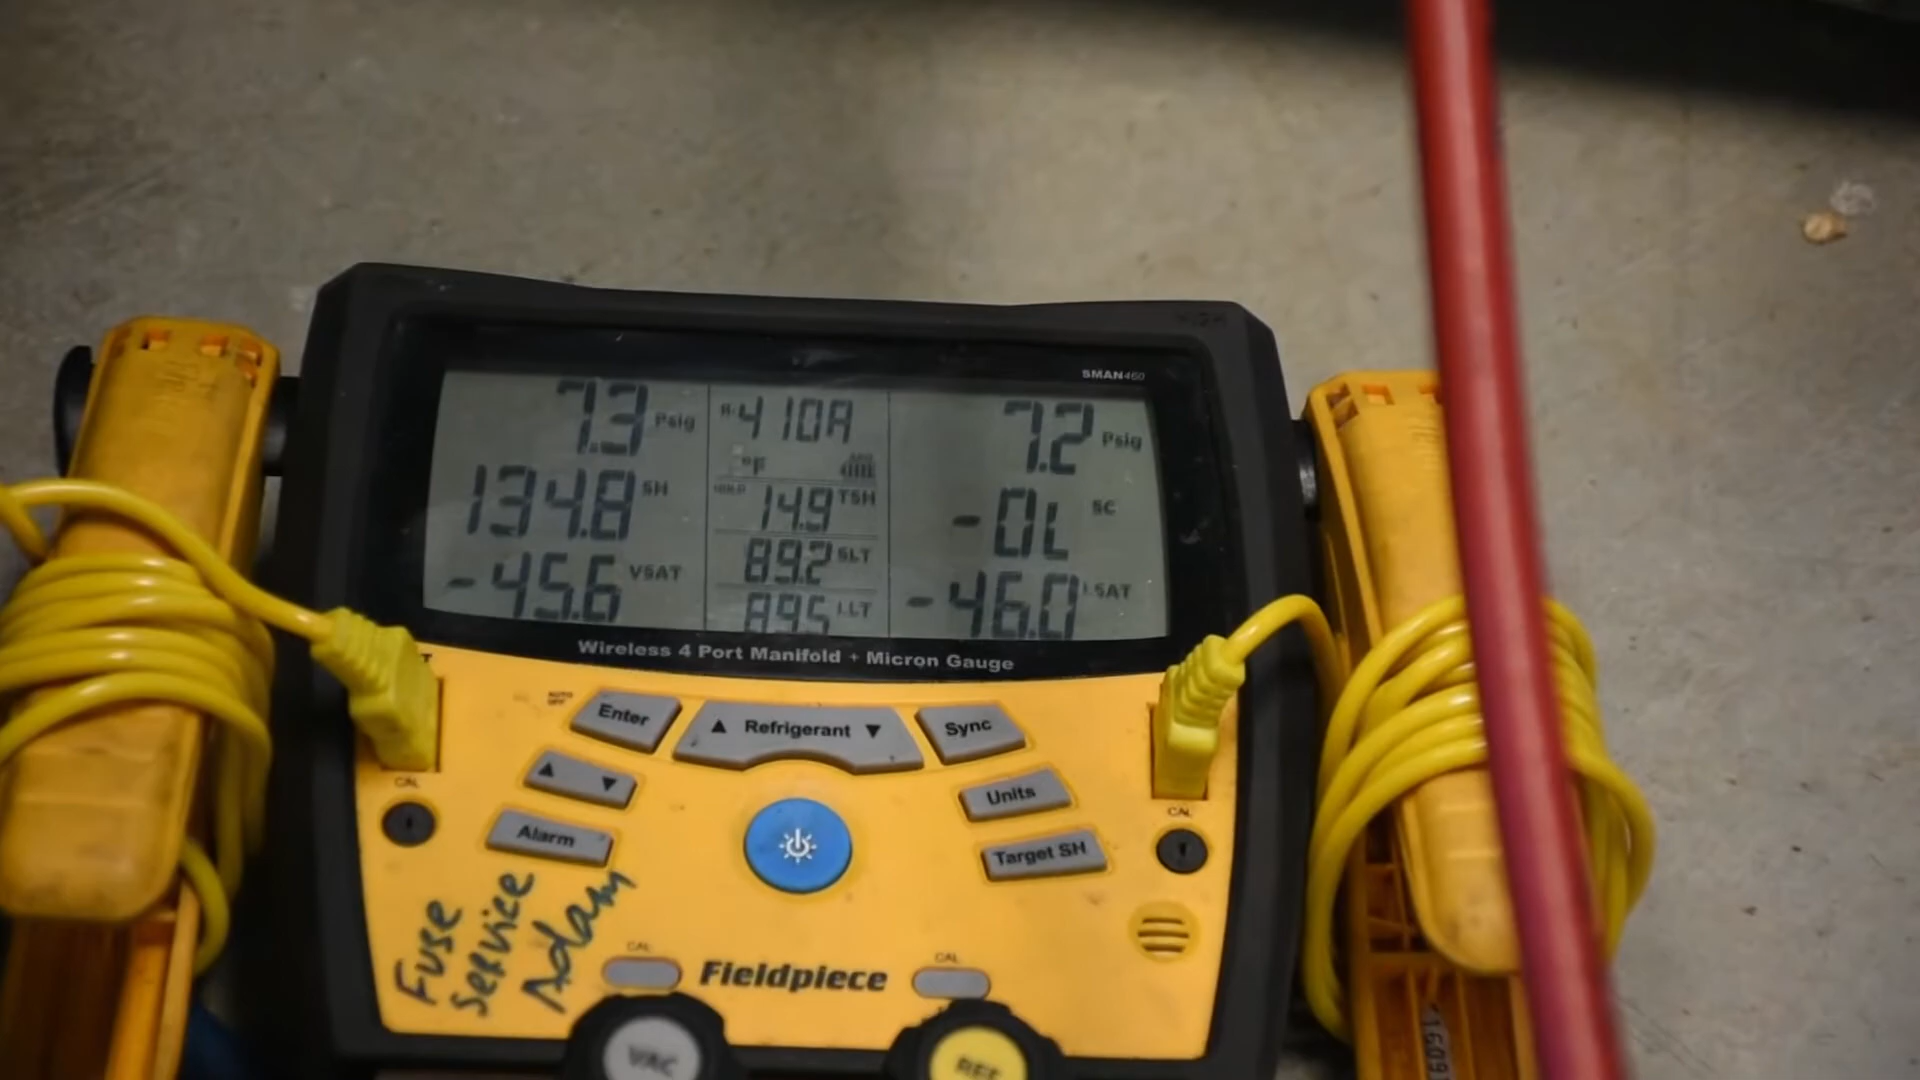 SMAN460
7.3 Psig
R-410A
7.2 Psig
°F
134.8 SH
14.9 TSH
-OL SC
89.2 SLT
-45.6 VSAT
89.5 LLT
-46.0 LSAT
Wireless 4 Port Manifold + Micron Gauge
AUTO OFF
Enter
▲ Refrigerant ▼
Sync
▲ ▼
Units
CAL
CAL
Alarm
Target SH
Fuse
Service
Adam
CAL
CAL
Fieldpiece
VAC
REF